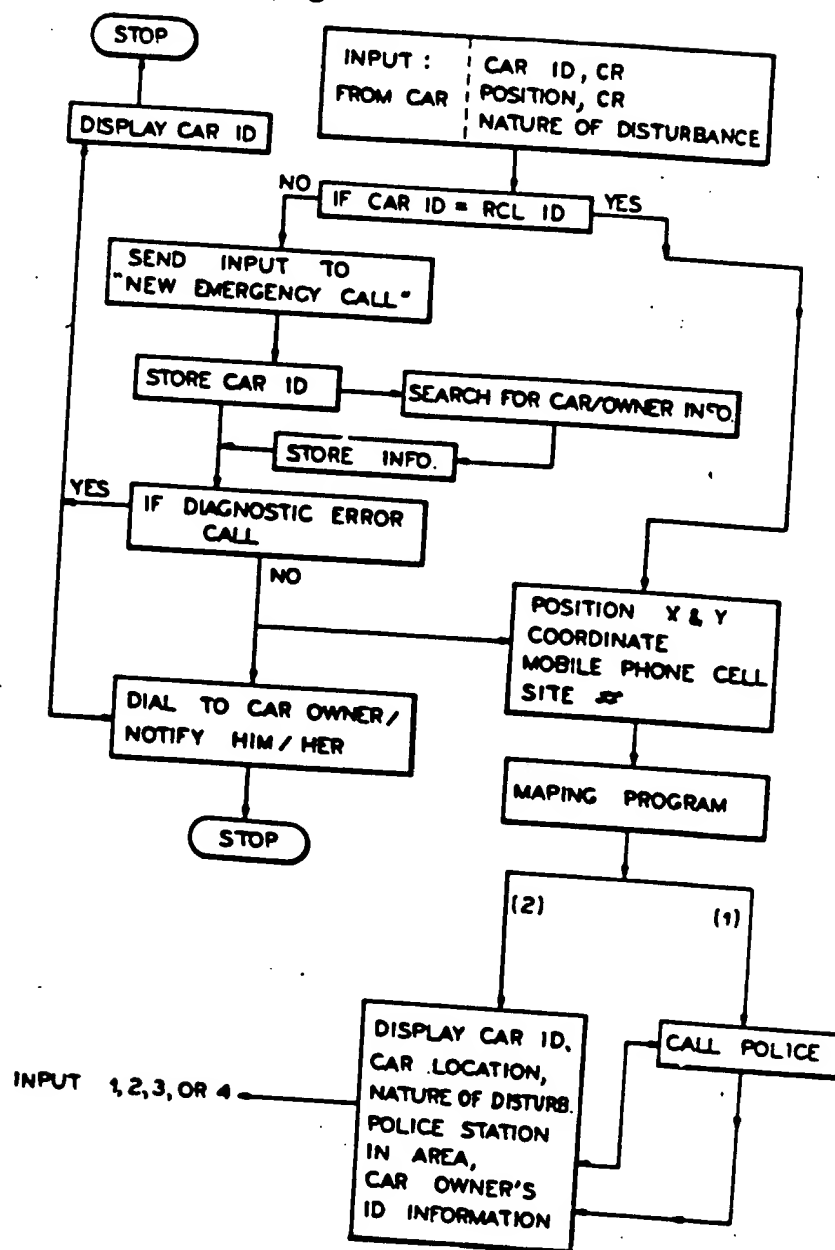 STOP
INPUT : CAR ID, CR
FROM CAR POSITION, CR
NATURE OF DISTURBANCE
DISPLAY CAR ID
NO
IF CAR ID = RCL ID
YES
SEND INPUT TO
"NEW EMERGENCY CALL"
STORE CAR ID
SEARCH FOR CAR/OWNER INFO.
STORE INFO.
YES
IF DIAGNOSTIC ERROR
CALL
NO
POSITION X & Y
COORDINATE
MOBILE PHONE CELL
SITE
DIAL TO CAR OWNER/
NOTIFY HIM / HER
MAPING PROGRAM
STOP
(2)
(1)
DISPLAY CAR ID.
CAR LOCATION,
NATURE OF DISTURB.
POLICE STATION
IN AREA,
CAR OWNER'S
ID INFORMATION
CALL POLICE
INPUT 1,2,3, OR 4